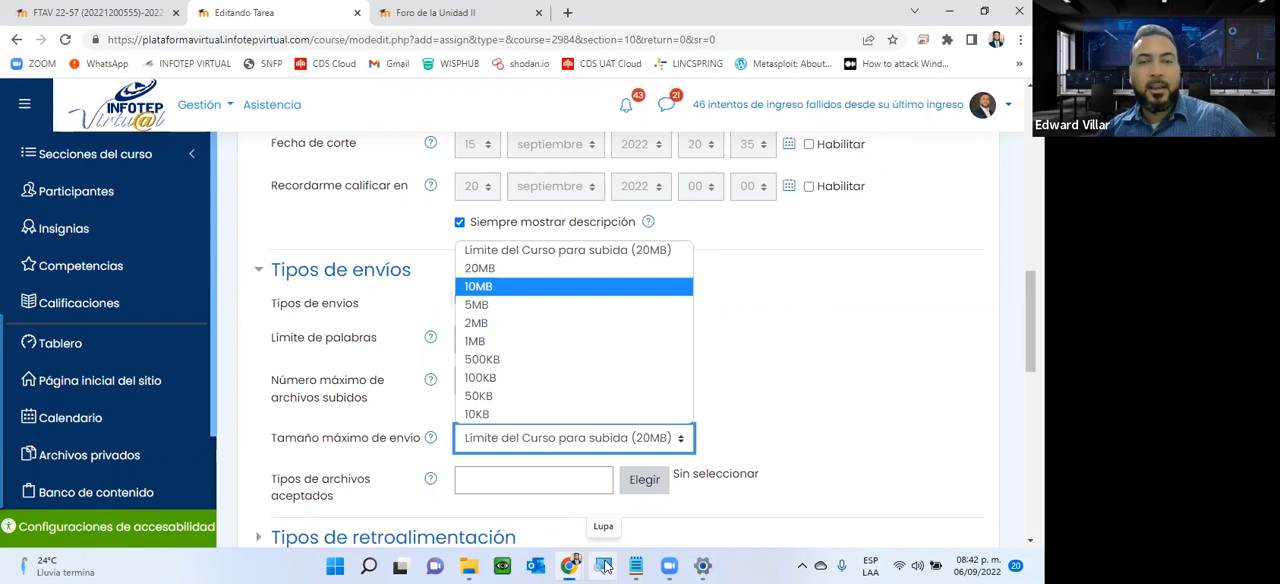 FTAV 22-57 (20221200555)-2022
Editando Tarea
Foro de la Unidad II
https://plataformavirtual.infotepvirtual.com/course/modedit.php?add=assign&type=&course=2984&section=10&return=0&sr=0
ZOOM
WhatsApp
INFOTEP VIRTUAL
SNFP
CDS Cloud
Gmail
WISPHUB
shodan.io
CDS UAT Cloud
LINCSPRING
Metasploit: About...
How to attack Wind...
»
Edward Villar
INFOTEP
Virtu@l
Gestión
Asistencia
43
21
46 intentos de ingreso fallidos desde su último ingreso
Secciones del curso
Participantes
Insignias
Competencias
Calificaciones
Tablero
Página inicial del sitio
Calendario
Archivos privados
Banco de contenido
Configuraciones de accesabilidad
Fecha de corte
15
septiembre
2022
20
35
Habilitar
Recordarme calificar en
20
septiembre
2022
00
00
Habilitar
Siempre mostrar descripción
Tipos de envíos
Tipos de envíos
Límite de palabras
Número máximo de
archivos subidos
Límite del Curso para subida (20MB)
20MB
10MB
5MB
2MB
1MB
500KB
100KB
50KB
10KB
Tamaño máximo de envío
Límite del Curso para subida (20MB)
Tipos de archivos
aceptados
Elegir
Sin seleccionar
Tipos de retroalimentación
Lupa
24°C
Lluvia termina
ESP
LAA
08:42 p. m.
06/09/2022
20